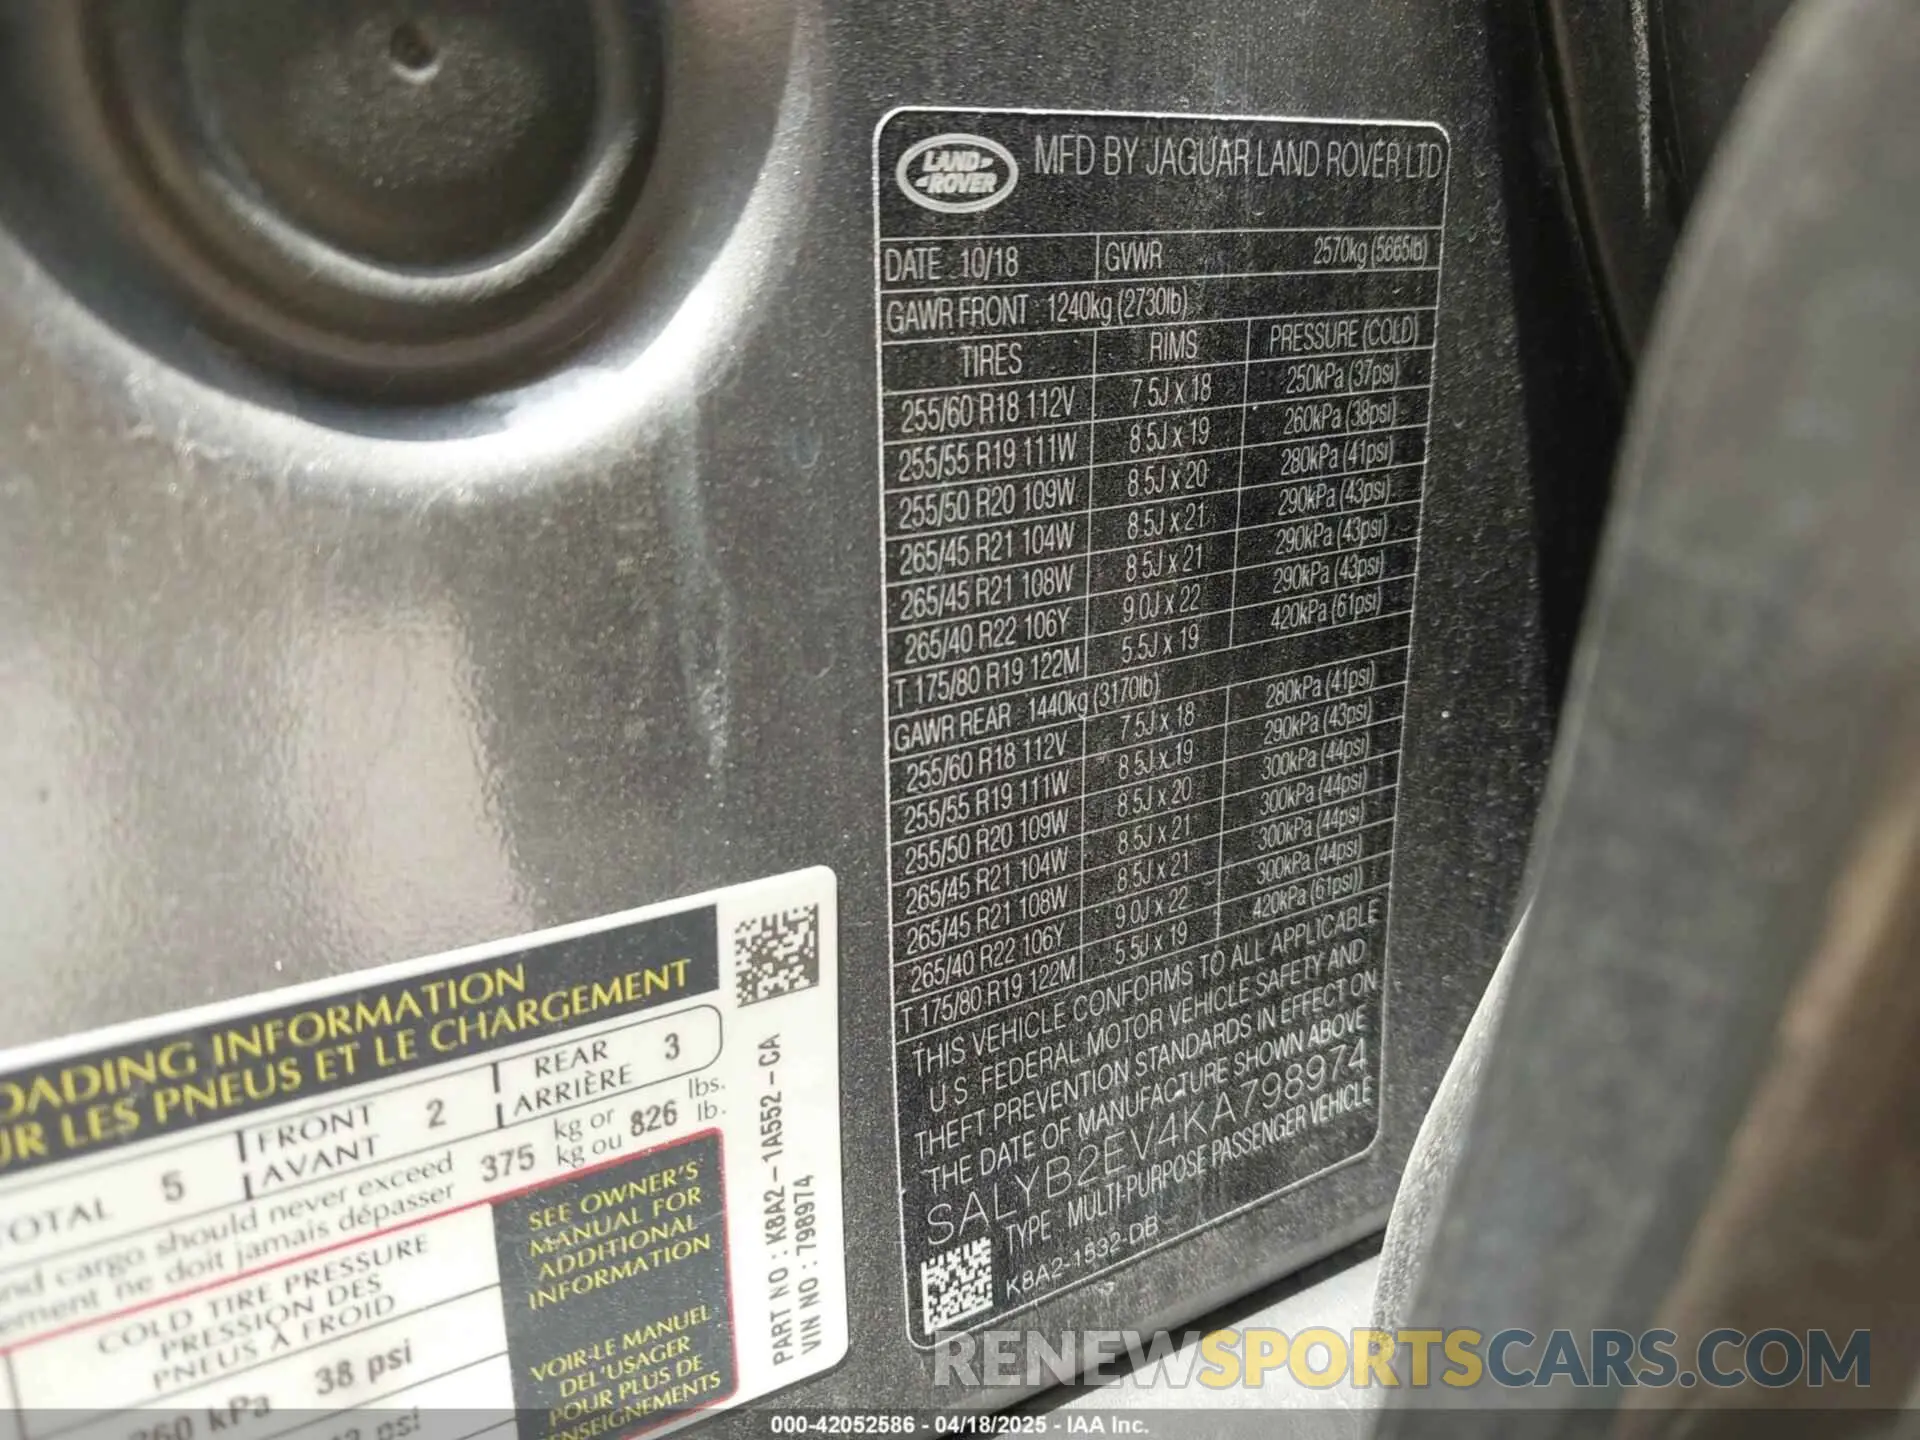 LAND ROVER
MFD BY JAGUAR LAND ROVER LTD
DATE 10/18 GVWR 2570kg (5665lb)
GAWR FRONT 1240kg (2730lb)
TIRES RIMS PRESSURE (COLD)
255/60 R18 112V 7.5J x 18 250kPa (37psi)
255/55 R19 111W 8.5J x 19 260kPa (38psi)
255/50 R20 109W 8.5J x 20 280kPa (41psi)
265/45 R21 104W 8.5J x 21 290kPa (43psi)
265/45 R21 108W 8.5J x 21 290kPa (43psi)
265/40 R22 106Y 9.0J x 22 290kPa (43psi)
T 175/80 R19 122M 5.5J x 19 420kPa (61psi)
GAWR REAR 1440kg (3170lb)
255/60 R18 112V 7.5J x 18 280kPa (41psi)
255/55 R19 111W 8.5J x 19 290kPa (43psi)
255/50 R20 109W 8.5J x 20 300kPa (44psi)
265/45 R21 104W 8.5J x 21 300kPa (44psi)
265/45 R21 108W 8.5J x 21 300kPa (44psi)
265/40 R22 106Y 9.0J x 22 300kPa (44psi)
T 175/80 R19 122M 5.5J x 19 420kPa (61psi))
THIS VEHICLE CONFORMS TO ALL APPLICABLE
U.S. FEDERAL MOTOR VEHICLE SAFETY AND
THEFT PREVENTION STANDARDS IN EFFECT ON
THE DATE OF MANUFACTURE SHOWN ABOVE
SALYB2EV4KA798974
TYPE MULTI-PURPOSE PASSENGER VEHICLE
K8A2-1532-DB
OADING INFORMATION
UR LES PNEUS ET LE CHARGEMENT
TOTAL 5 FRONT AVANT 2 REAR ARRIÈRE 3
nd cargo should never exceed 375 kg or 826 lbs.
ement ne doit jamais dépasser kg ou lb.
COLD TIRE PRESSURE
PRESSION DES
PNEUS À FROID
260 kPa 38 psi
psi
SEE OWNER'S
MANUAL FOR
ADDITIONAL
INFORMATION
VOIR-LE MANUEL
DEL'USAGER
POUR PLUS DE
ENSEIGNEMENTS
PART NO : K8A2-1A552-CA
VIN NO : 798974
RENEWSPORTSCARS.COM
000-42052586 - 04/18/2025 - IAA Inc.